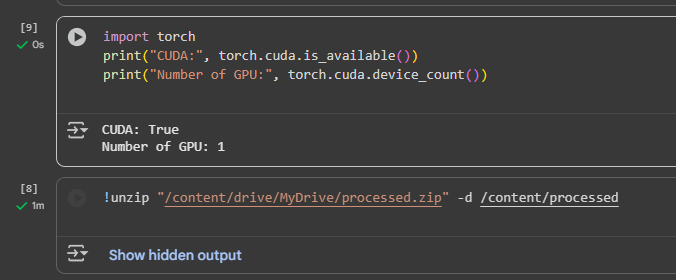 [9]
0s
import torch
print("CUDA:", torch.cuda.is_available())
print("Number of GPU:", torch.cuda.device_count())
CUDA: True
Number of GPU: 1
[8]
1m
!unzip "/content/drive/MyDrive/processed.zip" -d /content/processed
Show hidden output